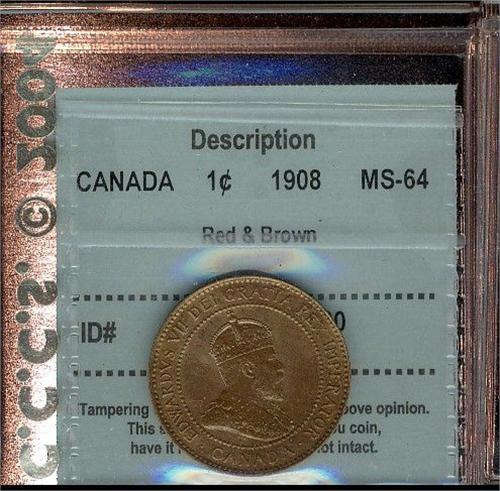 Description
CANADA 1¢ 1908 MS-64
Red & Brown
ID#
Tampering ove opinion.
This s u coin,
have it ot intact.
EDWARDVS VII DEI GRATIA REX IMPERATOR
CANADA
C.C.C.S. © 2004